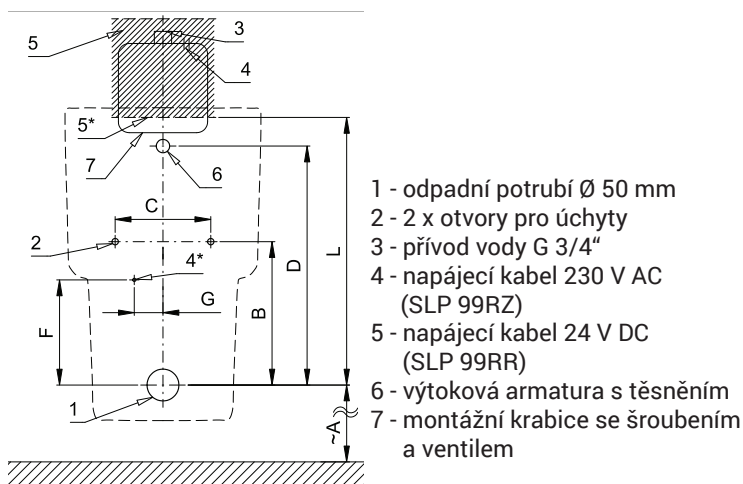 5
3
4
5*
7
6
C
2
4*
G
F
B
D
L
1
~A
1 - odpadní potrubí Ø 50 mm
2 - 2 x otvory pro úchyty
3 - přívod vody G 3/4“
4 - napájecí kabel 230 V AC
(SLP 99RZ)
5 - napájecí kabel 24 V DC
(SLP 99RR)
6 - výtoková armatura s těsněním
7 - montážní krabice se šroubením
a ventilem